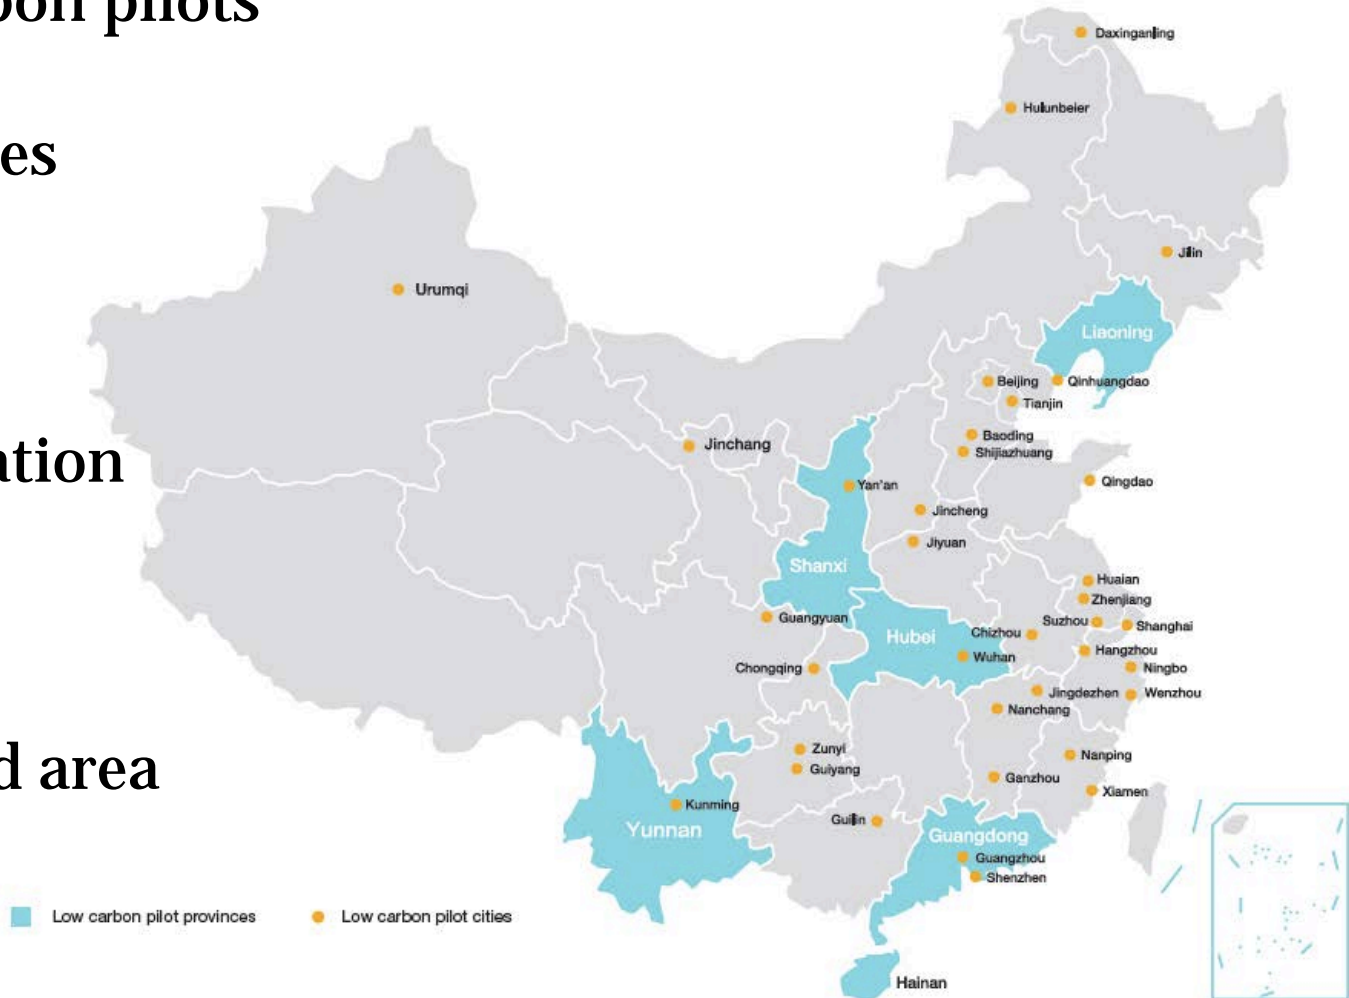 bon pilots
es
ation
d area
Daxinganling
Hulunbeier
Jilin
Urumqi
Liaoning
Beijing
Qinhuangdao
Tianjin
Baoding
Jinchang
Shijiazhuang
Qingdao
Yan'an
Jincheng
Jiyuan
Shanxi
Huaian
Zhenjiang
Guangyuan
Suzhou
Shanghai
Chizhou
Hubei
Hangzhou
Wuhan
Chongqing
Ningbo
Jingdezhen
Wenzhou
Nanchang
Zunyi
Nanping
Guiyang
Ganzhou
Xiamen
Kunming
Guilin
Yunnan
Guangdong
Guangzhou
Shenzhen
Low carbon pilot provinces
Low carbon pilot cities
Hainan